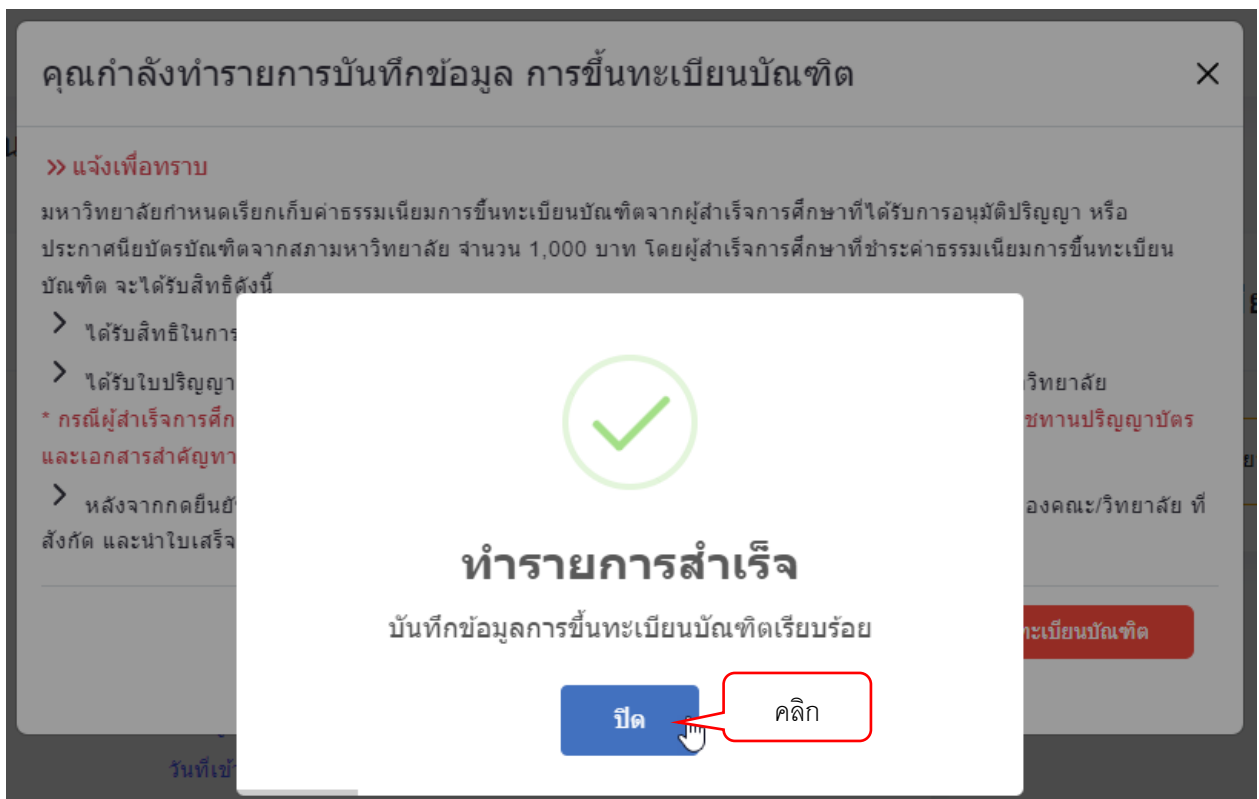 คุณกำลังทำรายการบันทึกข้อมูล การขึ้นทะเบียนบัณฑิต
>> แจ้งเพื่อทราบ
มหาวิทยาลัยกำหนดเรียกเก็บค่าธรรมเนียมการขึ้นทะเบียนบัณฑิตจากผู้สำเร็จการศึกษาที่ได้รับการอนุมัติปริญญา หรือ
ประกาศนียบัตรบัณฑิตจากสภามหาวิทยาลัย จำนวน 1,000 บาท โดยผู้สำเร็จการศึกษาที่ชำระค่าธรรมเนียมการขึ้นทะเบียน
บัณฑิต จะได้รับสิทธิดังนี้
ได้รับสิทธิในการ
ได้รับใบปริญญา วิทยาลัย
* กรณีผู้สำเร็จการศึก ชทานปริญญาบัตร
และเอกสารสำคัญทา
หลังจากกดยืนยั องคณะ/วิทยาลัย ที่
สังกัด และนำใบเสร็จ
ทำรายการสำเร็จ
บันทึกข้อมูลการขึ้นทะเบียนบัณฑิตเรียบร้อย
ทะเบียนบัณฑิต
ปิด
คลิก
วันที่เข้า